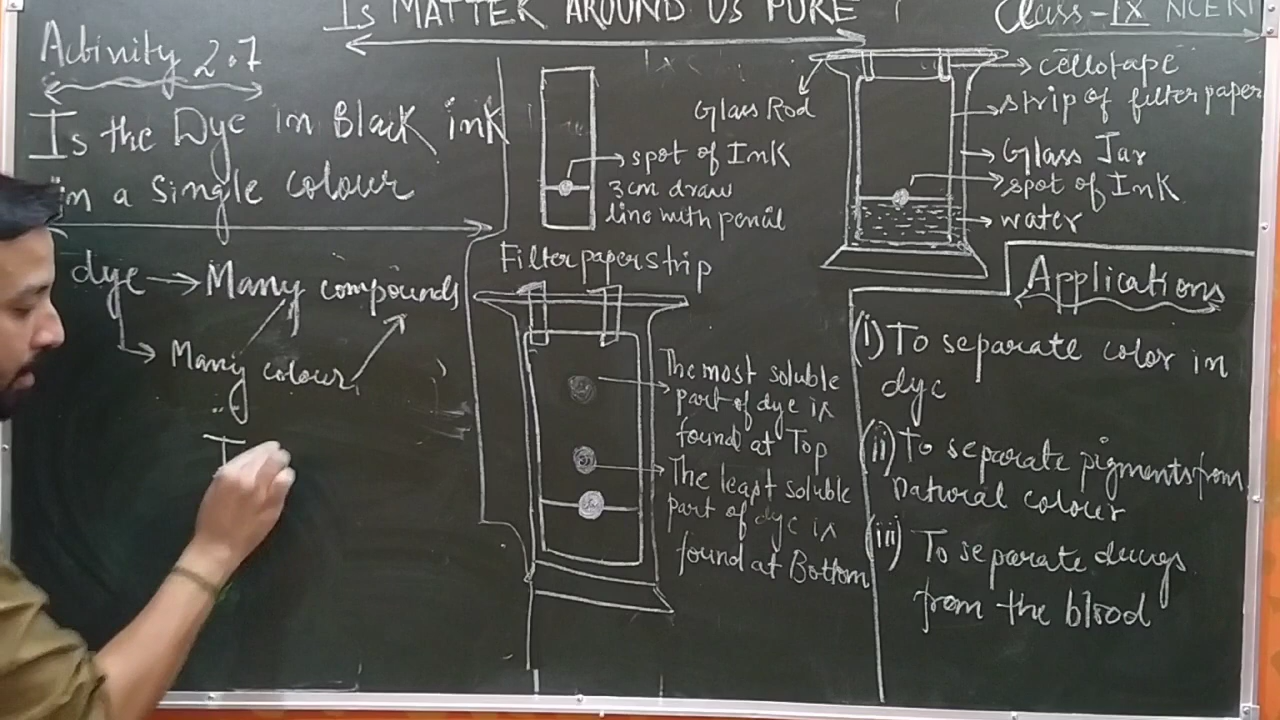 Is MATTER AROUND US PURE ?
Class-IX NCERT
Activity 2.7
Is the Dye in Black ink
in a Single colour
dye → Many compounds
Many colour
I
spot of Ink
3cm draw
line with pencil
Filter paper strip
Glass Rod
cellotape
strip of filter paper
Glass Jar
spot of Ink
water
The most soluble
part of dye is
found at Top
The least soluble
part of dye is
found at Bottom
Applications
(i) To separate color in
dye
(ii) To separate pigments from
natural colour
(iii) To separate drugs
from the blood